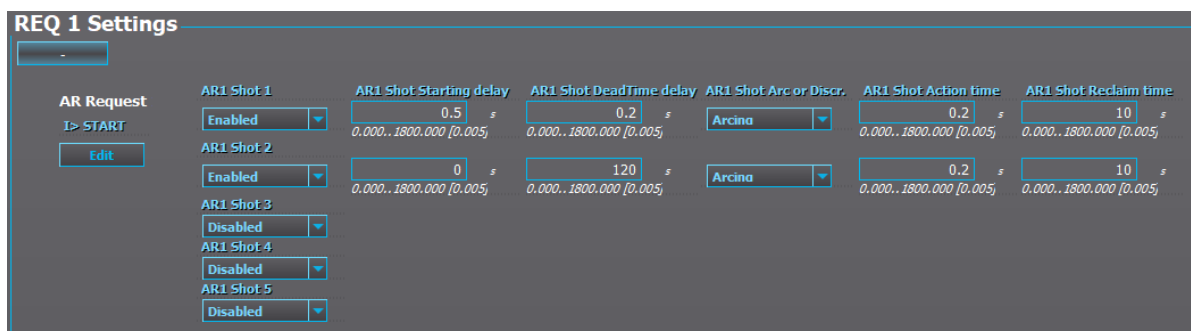 REQ 1 Settings
-
AR1 Shot 1 AR1 Shot Starting delay AR1 Shot DeadTime delay AR1 Shot Arc or Discr. AR1 Shot Action time AR1 Shot Reclaim time
AR Request
Enabled 0.5 s 0.2 s Arcing 0.2 s 10 s
I> START
0.000..1800.000 [0.005] 0.000..1800.000 [0.005] 0.000..1800.000 [0.005] 0.000..1800.000 [0.005]
Edit
AR1 Shot 2
Enabled 0 s 120 s Arcing 0.2 s 10 s
0.000..1800.000 [0.005] 0.000..1800.000 [0.005] 0.000..1800.000 [0.005] 0.000..1800.000 [0.005]
AR1 Shot 3
Disabled
AR1 Shot 4
Disabled
AR1 Shot 5
Disabled